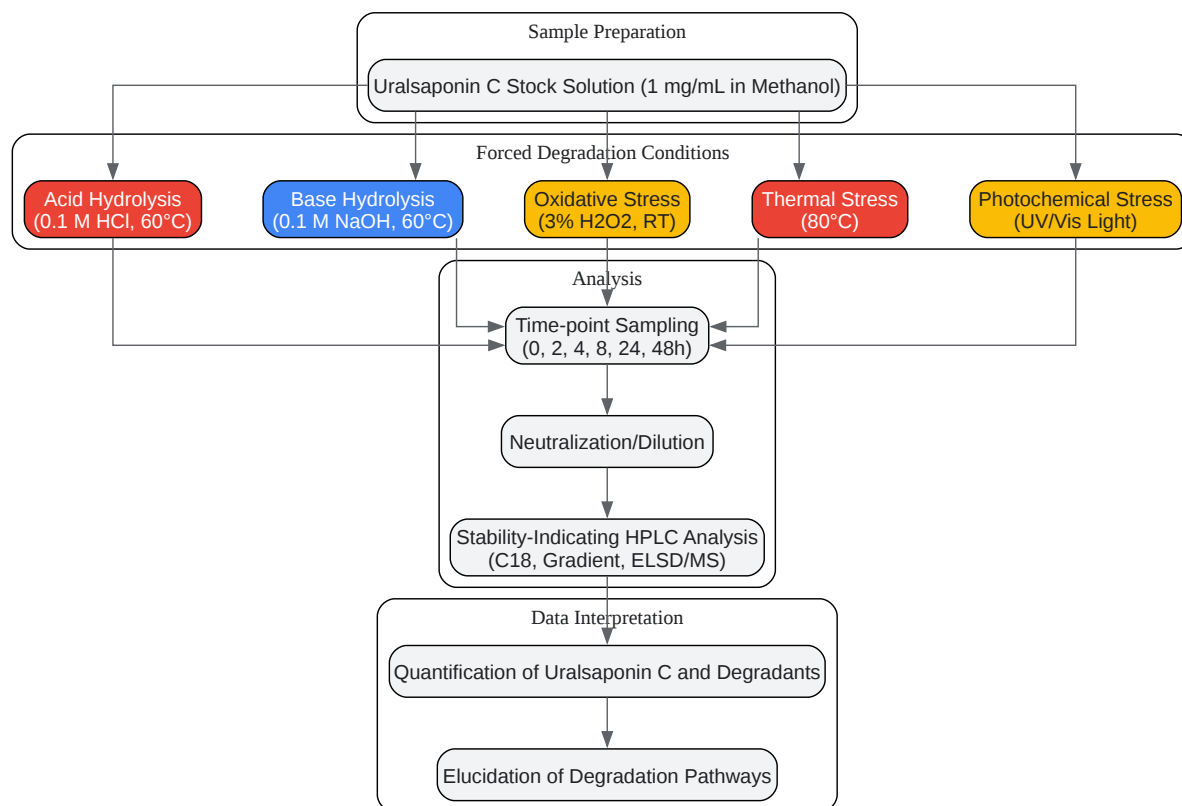 Sample Preparation
Uralsaponin C Stock Solution (1 mg/mL in Methanol)
Forced Degradation Conditions
Acid Hydrolysis
(0.1 M HCl, 60°C)
Base Hydrolysis
(0.1 M NaOH, 60°C)
Oxidative Stress
(3% H2O2, RT)
Thermal Stress
(80°C)
Photochemical Stress
(UV/Vis Light)
Analysis
Time-point Sampling
(0, 2, 4, 8, 24, 48h)
Neutralization/Dilution
Stability-Indicating HPLC Analysis
(C18, Gradient, ELSD/MS)
Data Interpretation
Quantification of Uralsaponin C and Degradants
Elucidation of Degradation Pathways